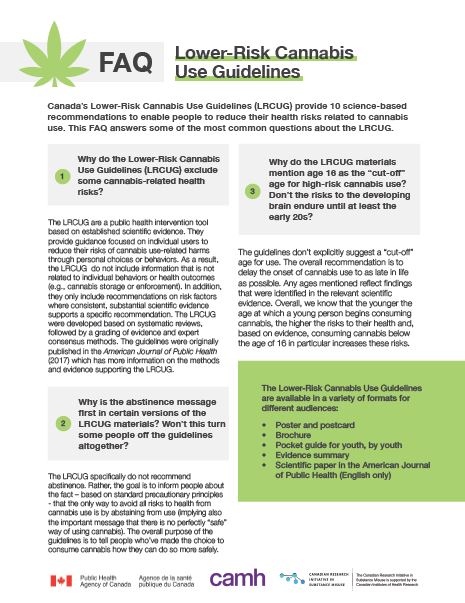 FAQ
Lower-Risk Cannabis
Use Guidelines
Canada's Lower-Risk Cannabis Use Guidelines (LRCUG) provide 10 science-based
recommendations to enable people to reduce their health risks related to cannabis
use. This FAQ answers some of the most common questions about the LRCUG.
1
Why do the Lower-Risk Cannabis
Use Guidelines (LRCUG) exclude
some cannabis-related health
risks?
The LRCUG are a public health intervention tool
based on established scientific evidence. They
provide guidance focused on individual users to
reduce their risks of cannabis use-related harms
through personal choices or behaviors. As a result,
the LRCUG do not include information that is not
related to individual behaviors or health outcomes
(e.g., cannabis storage or enforcement). In addition,
they only include recommendations on risk factors
where consistent, substantial scientific evidence
supports a specific recommendation. The LRCUG
were developed based on systematic reviews,
followed by a grading of evidence and expert
consensus methods. The guidelines were originally
published in the American Journal of Public Health
(2017) which has more information on the methods
and evidence supporting the LRCUG.
2
Why is the abstinence message
first in certain versions of the
LRCUG materials? Won't this turn
some people off the guidelines
altogether?
The LRCUG specifically do not recommend
abstinence. Rather, the goal is to inform people about
the fact – based on standard precautionary principles
- that the only way to avoid all risks to health from
cannabis use is by abstaining from use (implying also
the important message that there is no perfectly "safe"
way of using cannabis). The overall purpose of the
guidelines is to tell people who've made the choice to
consume cannabis how they can do so more safely.
3
Why do the LRCUG materials
mention age 16 as the "cut-off"
age for high-risk cannabis use?
Don't the risks to the developing
brain endure until at least the
early 20s?
The guidelines don't explicitly suggest a "cut-off"
age for use. The overall recommendation is to
delay the onset of cannabis use to as late in life
as possible. Any ages mentioned reflect findings
that were identified in the relevant scientific
evidence. Overall, we know that the younger the
age at which a young person begins consuming
cannabis, the higher the risks to their health and,
based on evidence, consuming cannabis below
the age of 16 in particular increases these risks.
The Lower-Risk Cannabis Use Guidelines
are available in a variety of formats for
different audiences:
• Poster and postcard
• Brochure
• Pocket guide for youth, by youth
• Evidence summary
• Scientific paper in the American Journal
of Public Health (English only)
Public Health
Agency of Canada
Agence de la santé
publique du Canada
camh
CANADIAN RESEARCH
INITIATIVE IN
SUBSTANCE MISUSE
The Canadian Research Initiative in
Substance Misuse is supported by the
Canadian Institutes of Health Research